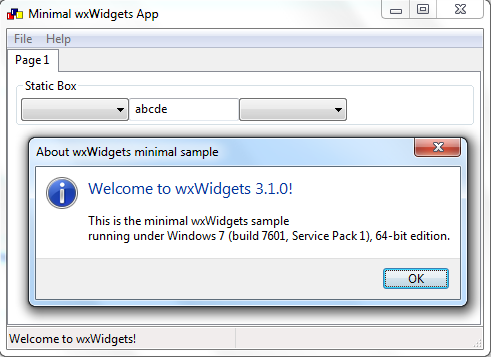 Minimal wxWidgets App
File Help
Page 1
Static Box
abcde
About wxWidgets minimal sample
Welcome to wxWidgets 3.1.0!
This is the minimal wxWidgets sample
running under Windows 7 (build 7601, Service Pack 1), 64-bit edition.
OK
Welcome to wxWidgets!